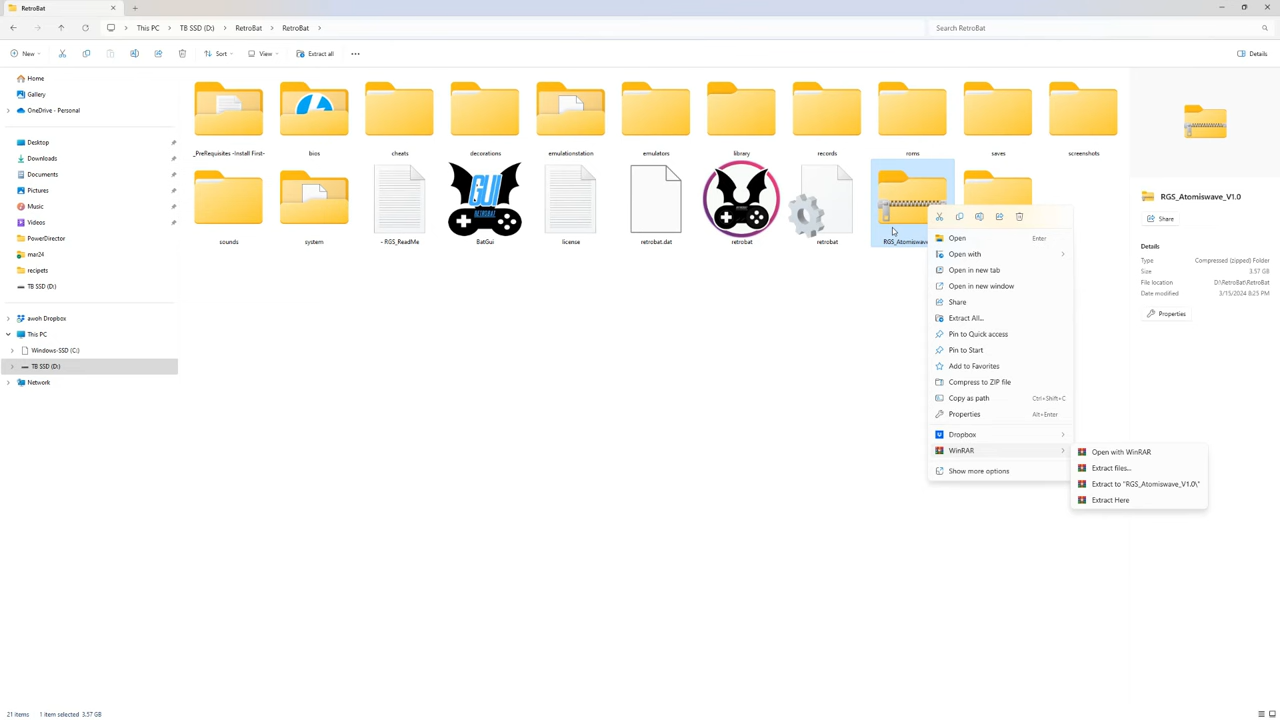 RetroBat
This PC > TB SSD (D:) > RetroBat > RetroBat >
Search RetroBat
New
Sort
View
Extract all
Details
Home
Gallery
OneDrive - Personal
Desktop
Downloads
Documents
Pictures
Music
Videos
PowerDirector
mar24
recipets
TB SSD (D:)
awoh Dropbox
This PC
Windows-SSD (C:)
TB SSD (D:)
Network
_PreRequisites -Install First-
bios
cheats
decorations
emulationstation
emulators
library
records
roms
saves
screenshots
GUI
RETROBAT
sounds
system
- RGS_ReadMe
BatGui
license
retrobat.dat
retrobat
retrobat
RGS_Atomiswave
Open Enter
Open with
Open in new tab
Open in new window
Share
Extract All...
Pin to Quick access
Pin to Start
Add to Favorites
Compress to ZIP file
Copy as path Ctrl+Shift+C
Properties Alt+Enter
Dropbox
WinRAR
Show more options
Open with WinRAR
Extract files...
Extract to "RGS_Atomiswave_V1.0\"
Extract Here
RGS_Atomiswave_V1.0
Share
Details
Type Compressed (zipped) Folder
Size 3.57 GB
File location D:\RetroBat\RetroBat
Date modified 3/15/2024 8:25 PM
Properties
21 items 1 item selected 3.57 GB